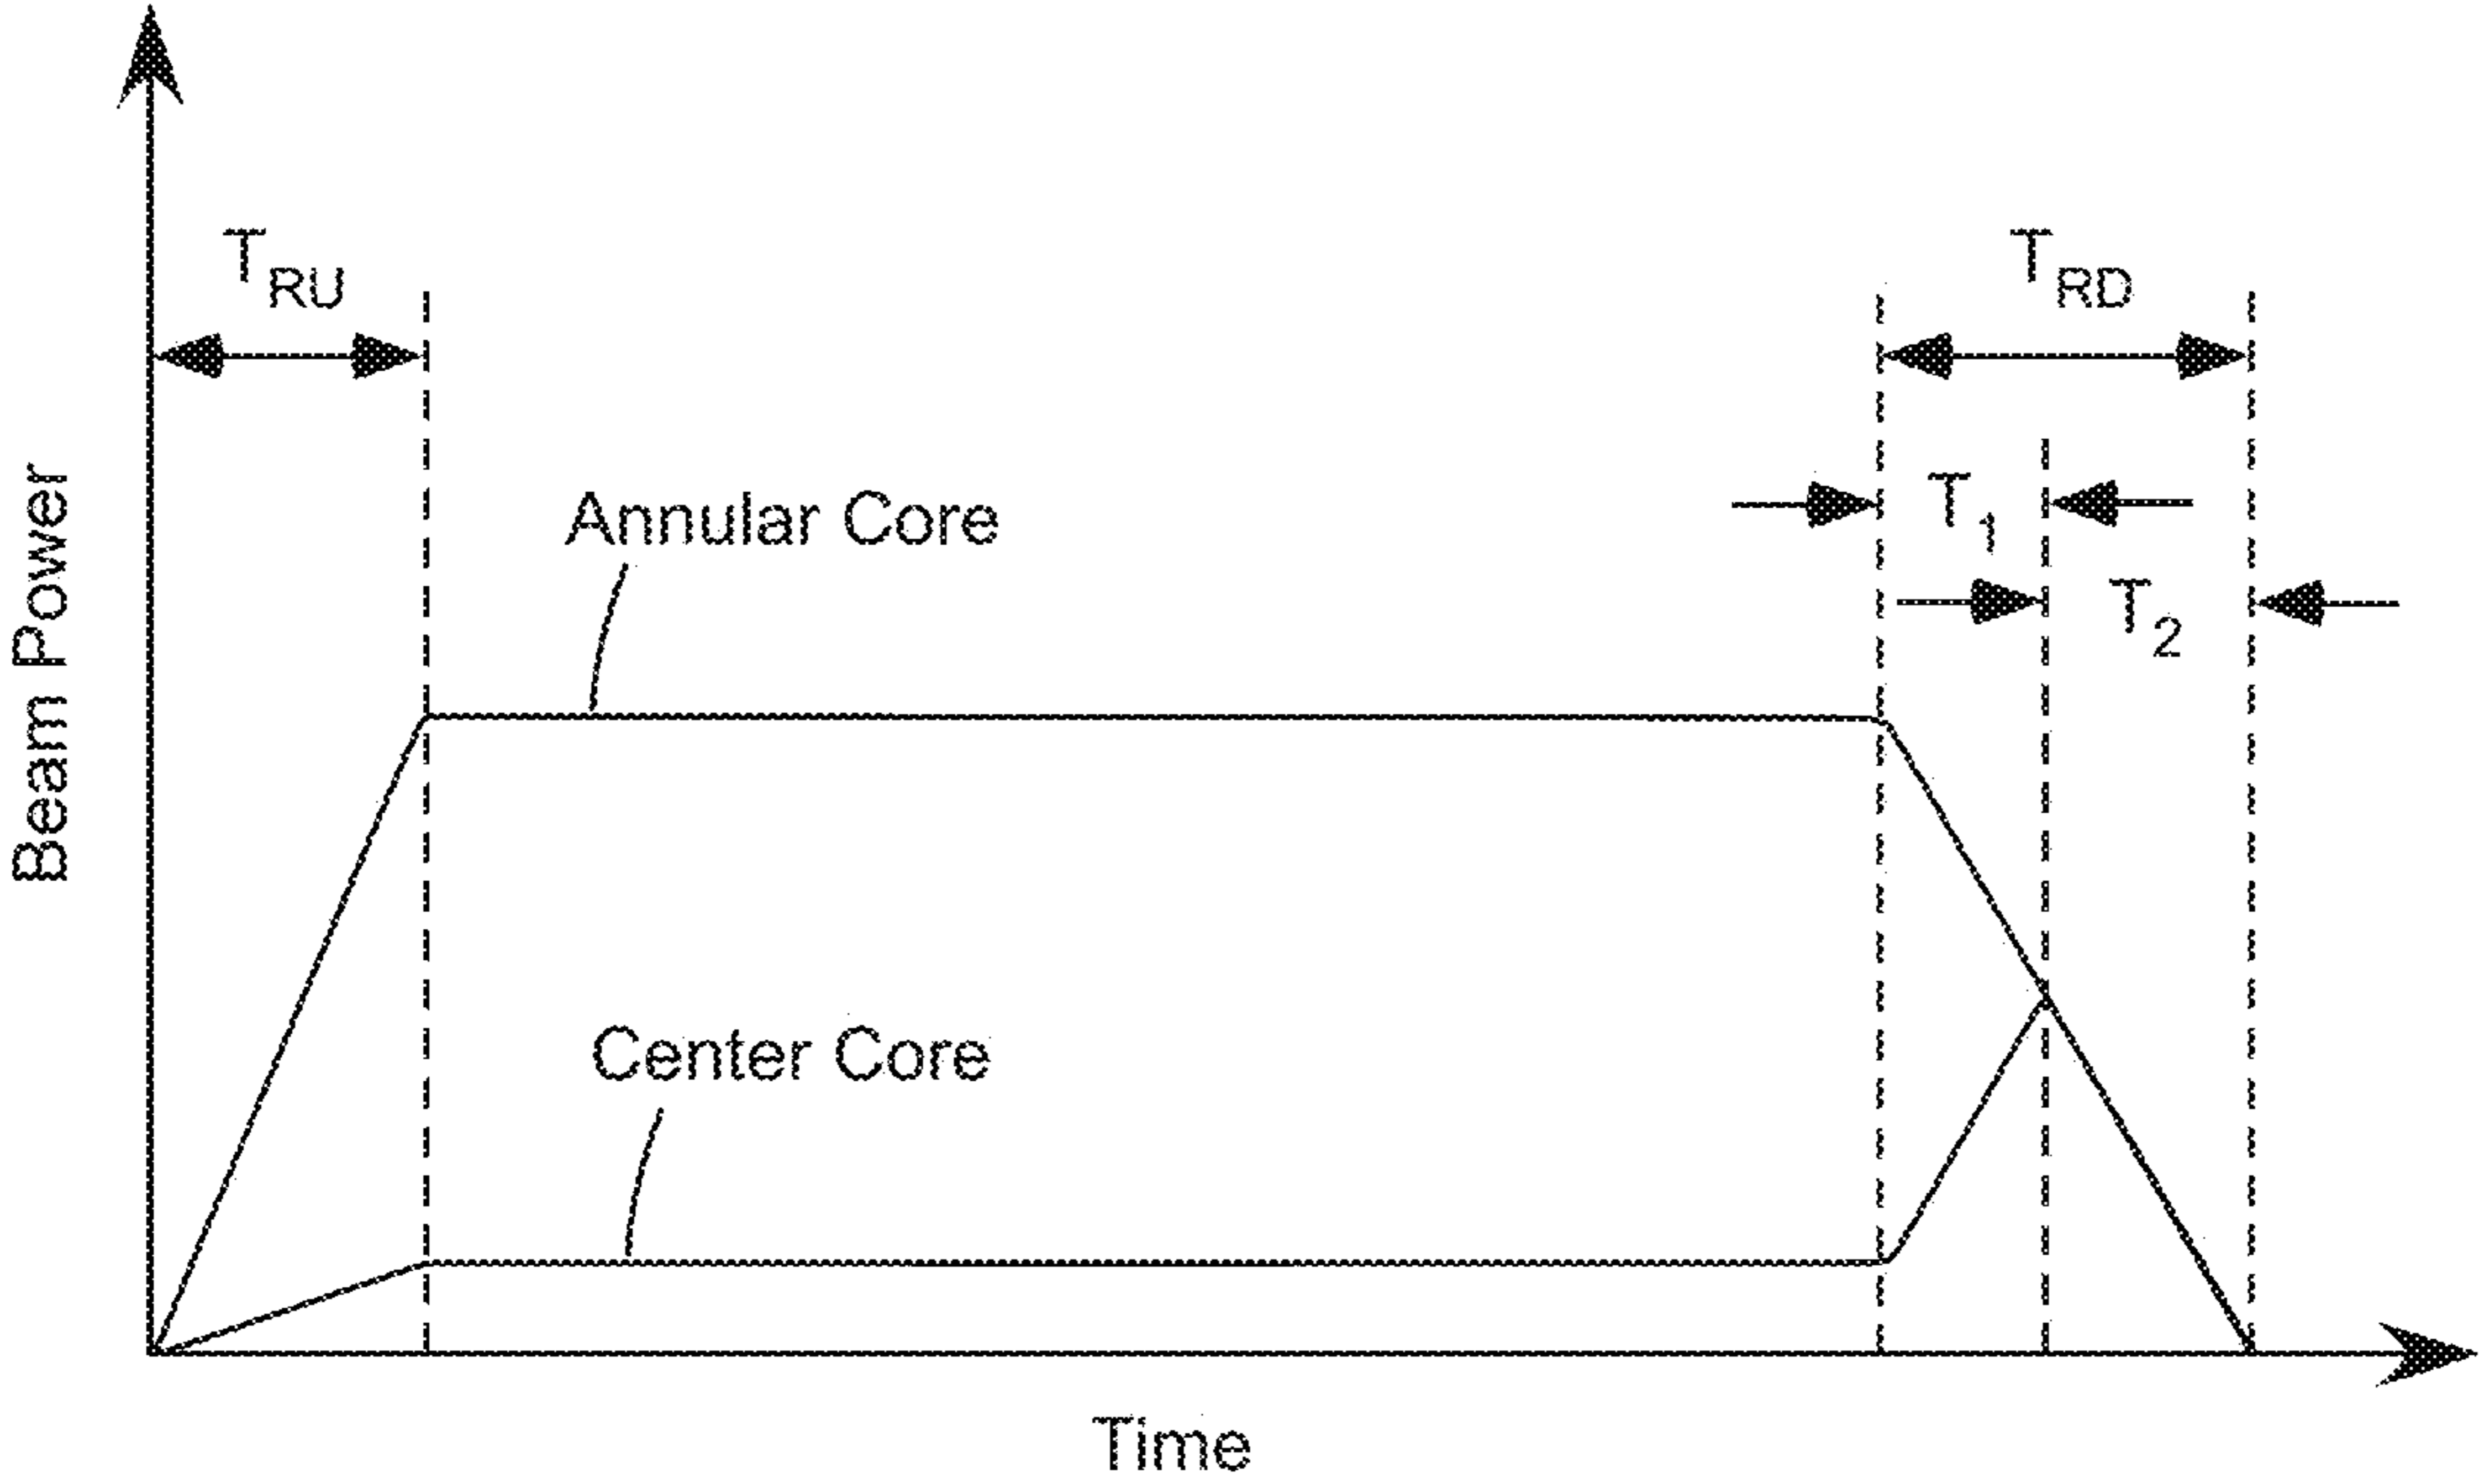 T_RU
T_RD
T_1
T_2
Annular Core
Center Core
Beam Power
Time